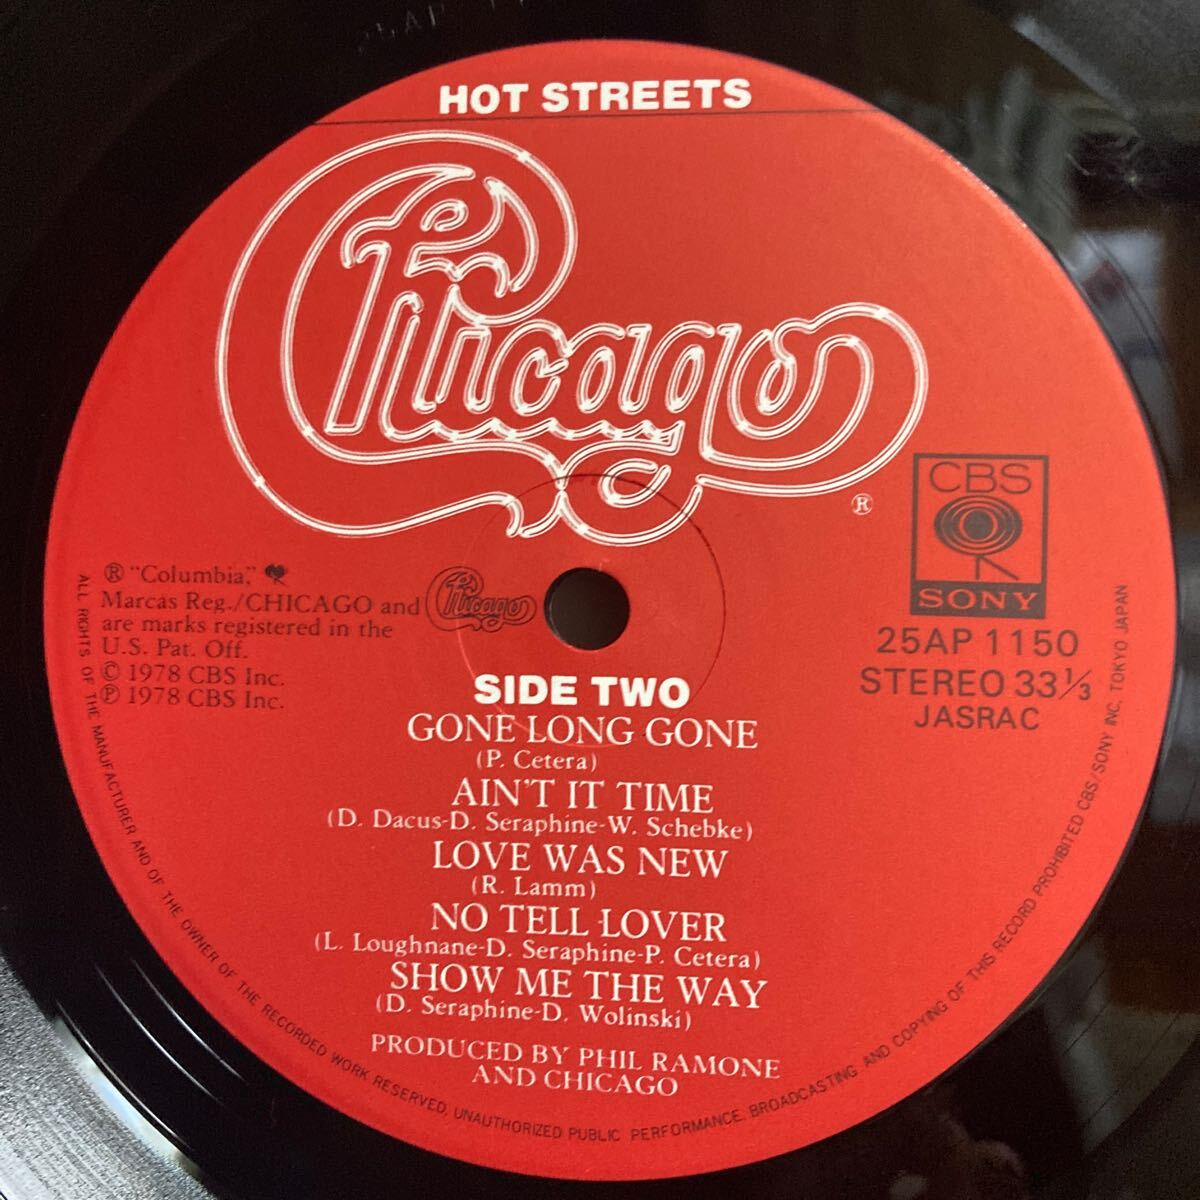 HOT STREETS
Chicago
®
CBS
SONY
25AP 1150
STEREO 33 1/3
JASRAC
® "Columbia,"
Marcas Reg./CHICAGO and Chicago
are marks registered in the
U.S. Pat. Off.
© 1978 CBS Inc.
℗ 1978 CBS Inc.
SIDE TWO
GONE LONG GONE
(P. Cetera)
AIN'T IT TIME
(D. Dacus-D. Seraphine-W. Schebke)
LOVE WAS NEW
(R. Lamm)
NO TELL LOVER
(L. Loughnane-D. Seraphine-P. Cetera)
SHOW ME THE WAY
(D. Seraphine-D. Wolinski)
PRODUCED BY PHIL RAMONE
AND CHICAGO
ALL RIGHTS OF THE MANUFACTURER AND OF THE OWNER OF THE RECORDED WORK RESERVED. UNAUTHORIZED PUBLIC PERFORMANCE, BROADCASTING AND COPYING OF THIS RECORD PROHIBITED CBS/SONY INC. TOKYO JAPAN